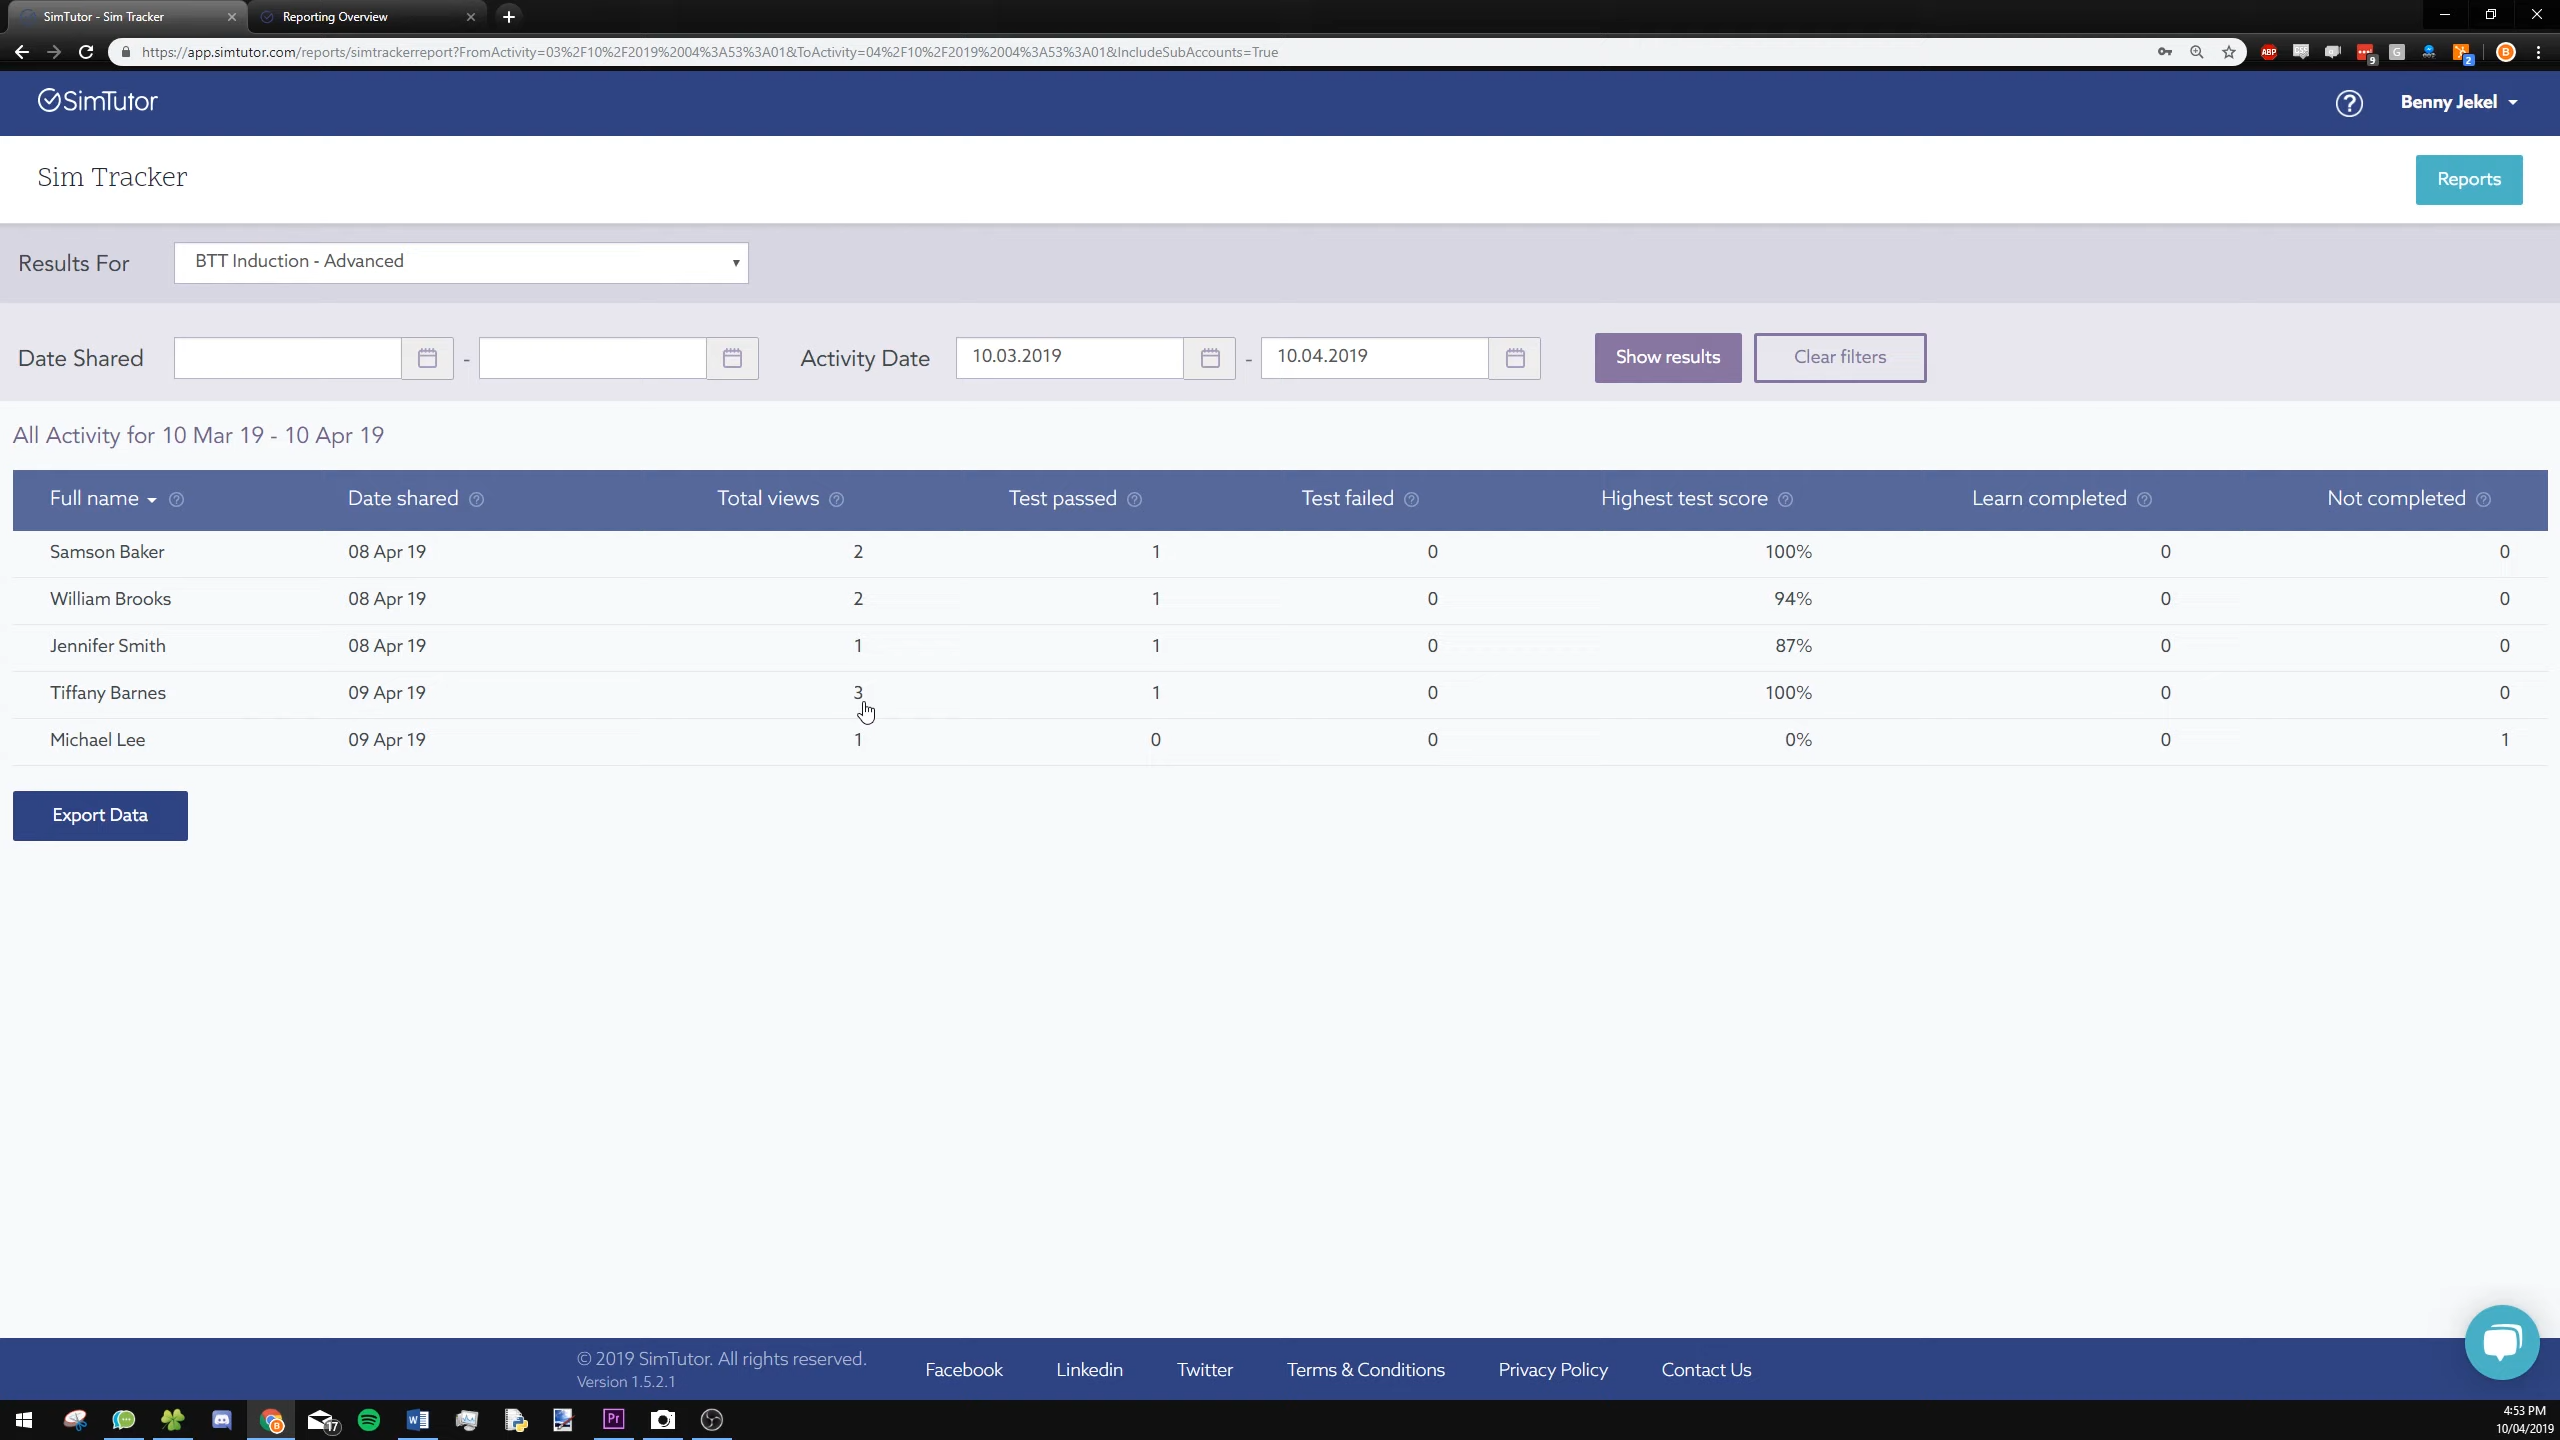 SimTutor - Sim Tracker
Reporting Overview
https://app.simtutor.com/reports/simtrackerreport?FromActivity=03%2F10%2F2019%2004%3A53%3A01&ToActivity=04%2F10%2F2019%2004%3A53%3A01&IncludeSubAccounts=True
ABP
9
G
2
B
SimTutor
?
Benny Jekel
Sim Tracker
Reports
Results For
BTT Induction - Advanced
Date Shared
-
Activity Date
10.03.2019
-
10.04.2019
Show results
Clear filters
All Activity for 10 Mar 19 - 10 Apr 19
Full name ? Date shared ? Total views ? Test passed ? Test failed ? Highest test score ? Learn completed ? Not completed ?
Samson Baker 08 Apr 19 2 1 0 100% 0 0
William Brooks 08 Apr 19 2 1 0 94% 0 0
Jennifer Smith 08 Apr 19 1 1 0 87% 0 0
Tiffany Barnes 09 Apr 19 3 1 0 100% 0 0
Michael Lee 09 Apr 19 1 0 0 0% 0 1
Export Data
© 2019 SimTutor. All rights reserved.
Version 1.5.2.1
Facebook
Linkedin
Twitter
Terms & Conditions
Privacy Policy
Contact Us
17
W
Pr
4:53 PM
10/04/2019